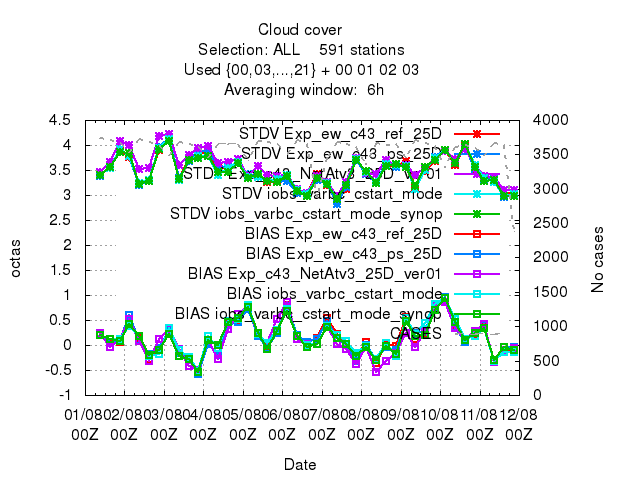 Cloud cover
Selection: ALL    591 stations
Used {00,03,...,21} + 00 01 02 03
Averaging window:  6h
4.5
4
3.5
3
2.5
2
1.5
1
0.5
0
-0.5
-1
octas
4000
3500
3000
2500
2000
1500
1000
500
0
No cases
STDV Exp_ew_c43_ref_25D
STDV Exp_ew_c43_ps_25D
STDV Exp_c43_NetAtv3_25D_ver01
STDV iobs_varbc_cstart_mode
STDV iobs_varbc_cstart_mode_synop
BIAS Exp_ew_c43_ref_25D
BIAS Exp_ew_c43_ps_25D
BIAS Exp_c43_NetAtv3_25D_ver01
BIAS iobs_varbc_cstart_mode
BIAS iobs_varbc_cstart_mode_synop
CASES
01/08 02/08 03/08 04/08 05/08 06/08 07/08 08/08 09/08 10/08 11/08 12/08
00Z 00Z 00Z 00Z 00Z 00Z 00Z 00Z 00Z 00Z 00Z 00Z
Date